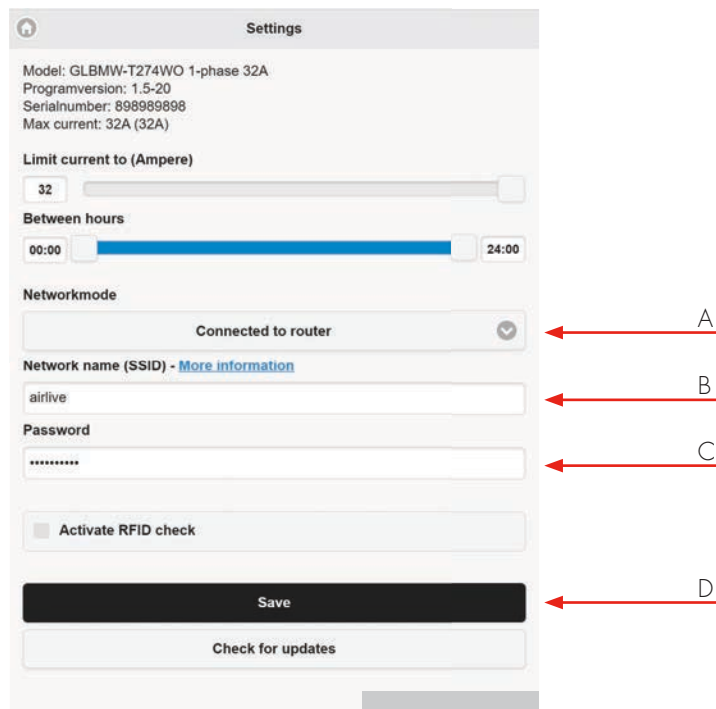 Settings
Model: GLBMW-T274WO 1-phase 32A
Programversion: 1.5-20
Serialnumber: 898989898
Max current: 32A (32A)
Limit current to (Ampere)
32
Between hours
00:00 24:00
Networkmode
Connected to router
A
Network name (SSID) - More information
airlive
B
Password
••••••••••
C
Activate RFID check
Save
D
Check for updates